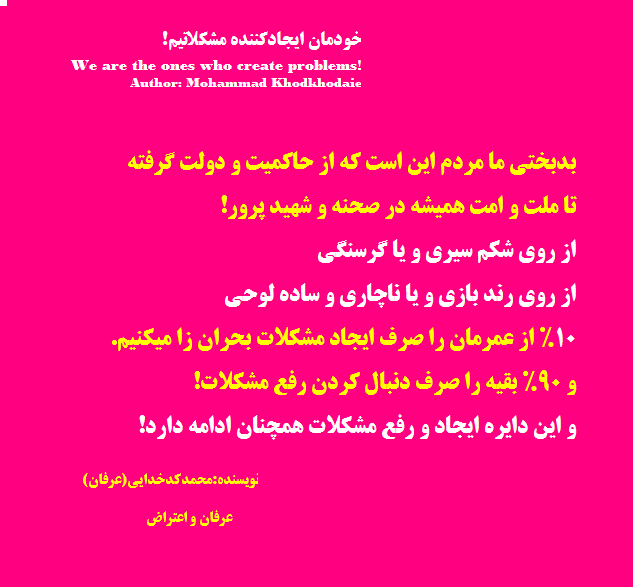 خودمان ایجادکننده مشکلاتیم!
We are the ones who create problems!
Author: Mohammad Khodkhodaie
بدبختی ما مردم این است که از حاکمیت و دولت گرفته
تا ملت و امت همیشه در صحنه و شهید پرور!
از روی شکم سیری و یا گرسنگی
از روی رند بازی و یا ناچاری و ساده لوحی
۱۰٪ از عمرمان را صرف ایجاد مشکلات بحران زا میکنیم.
و ۹۰٪ بقیه را صرف دنبال کردن رفع مشکلات!
و این دایره ایجاد و رفع مشکلات همچنان ادامه دارد!
نویسنده:محمدکدخدایی(عرفان)
عرفان و اعتراض